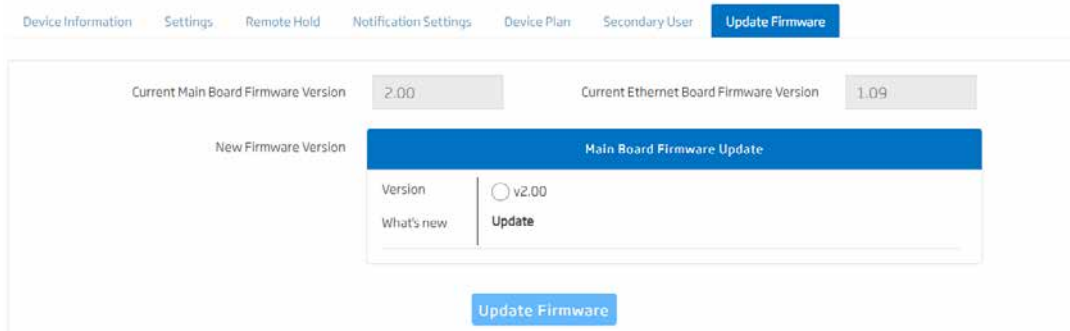 Device Information Settings Remote Hold Notification Settings Device Plan Secondary User Update Firmware
Current Main Board Firmware Version 2.00 Current Ethernet Board Firmware Version 1.09
New Firmware Version Main Board Firmware Update
Version v2.00
What's new Update
Update Firmware